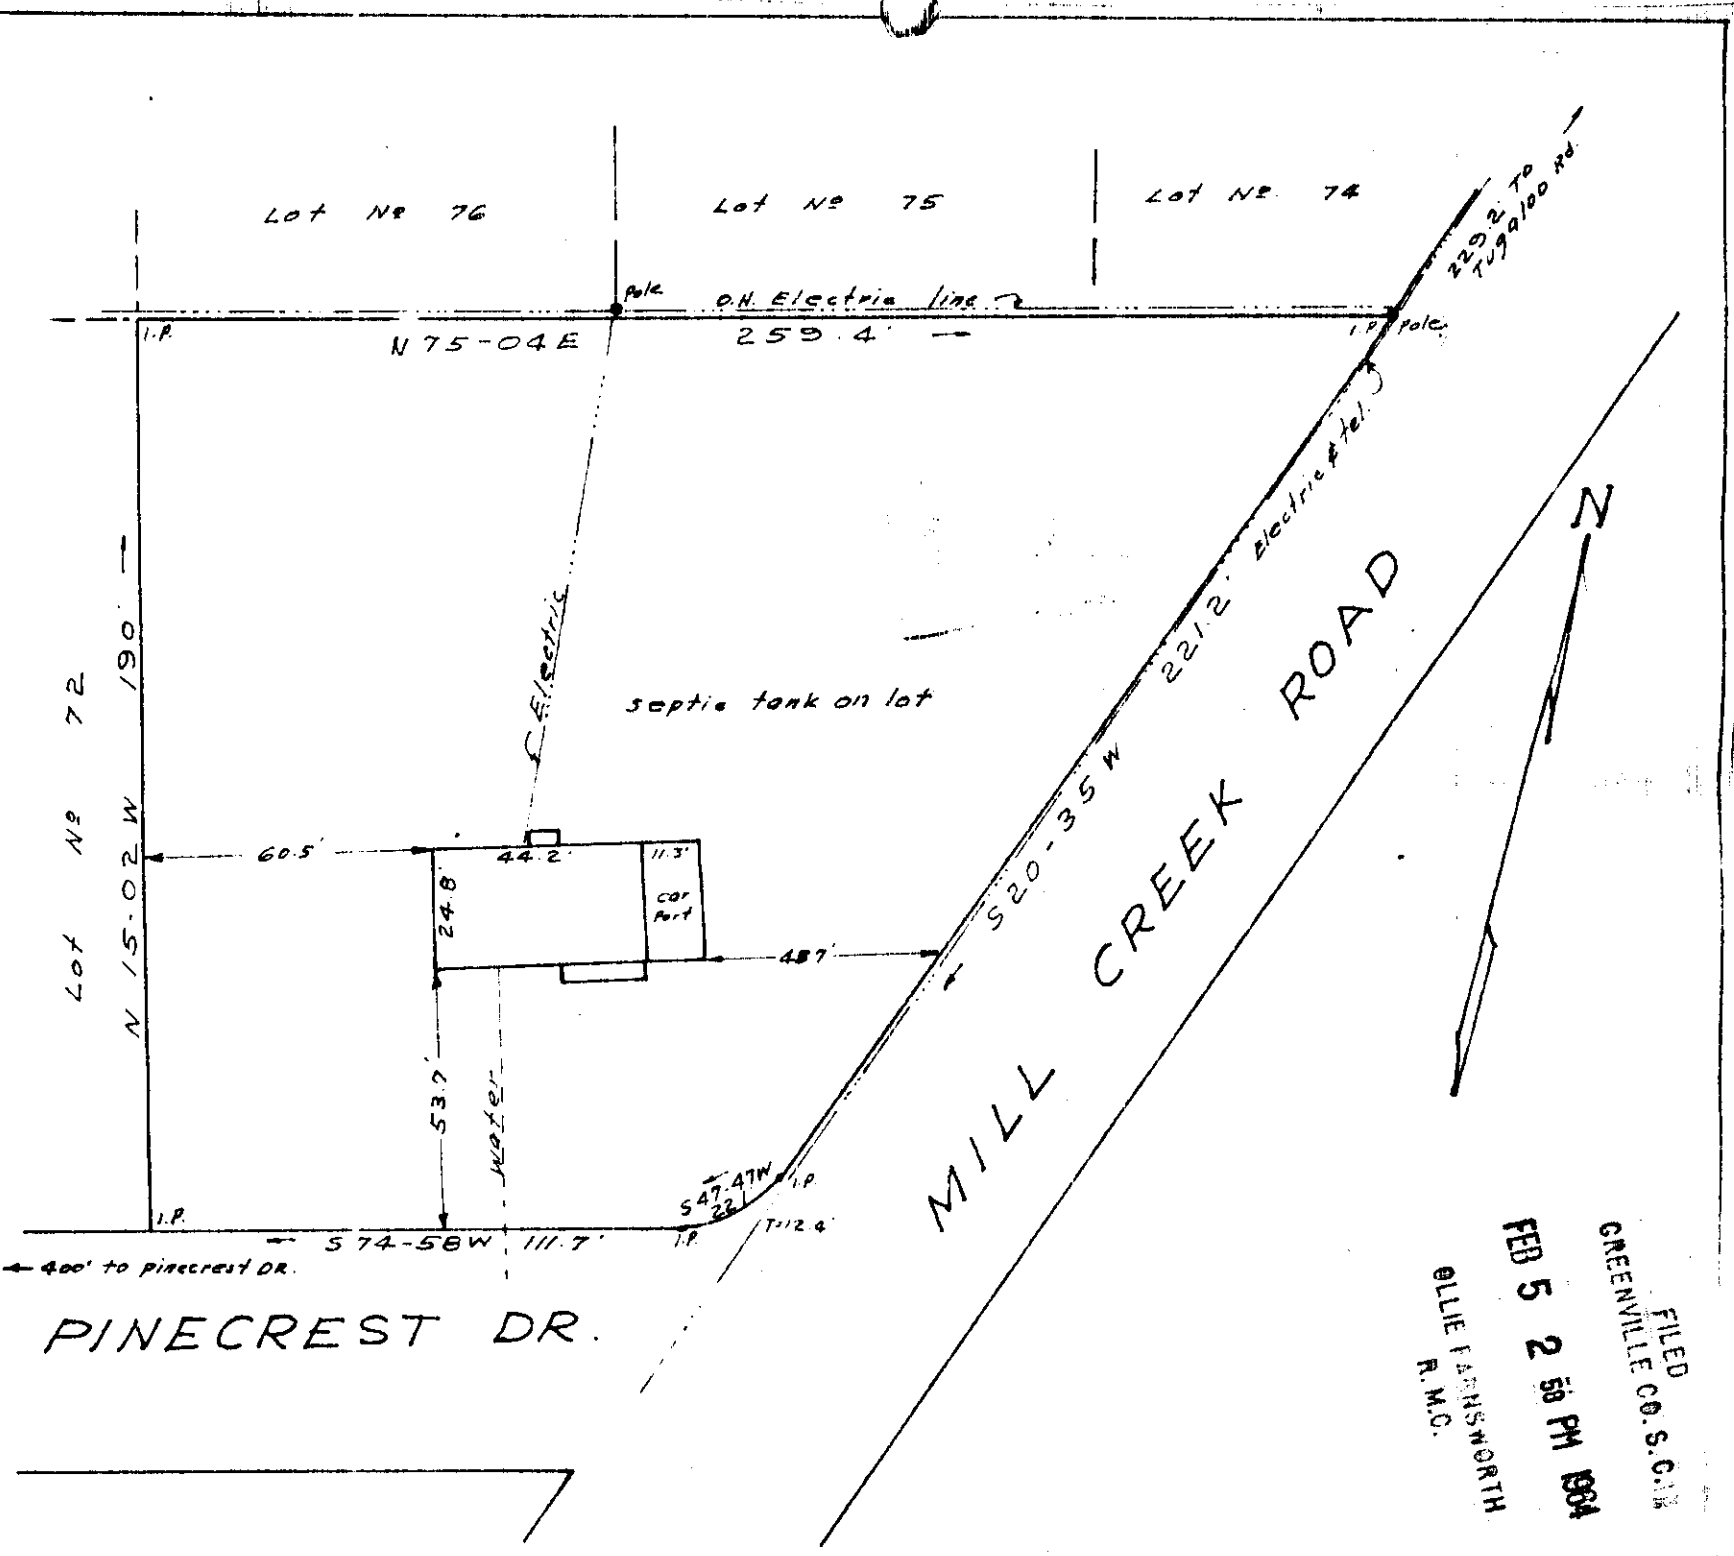 Lot Nº 76
Lot Nº 75
Lot Nº 74
229.2' TO
Tugaloo Rd.
Pole
O.H. Electric line
I.P.
N 75-04 E 259.4'
I.P.
Pole
Electric & tel.
221.2'
S 20-35 W
MILL CREEK ROAD
N
Lot Nº 72
N 15-02 W 190'
Electric
septic tank on lot
60.5'
44.2'
11.3'
24.8'
car
port
53.7'
water
S 47-47 W
22
I.P.
T=12.4'
I.P.
I.P.
S 74-58 W 111.7'
400' to pinecrest DR.
PINECREST DR.
FILED
GREENVILLE CO. S.C.
FEB 5 2 58 PM 1964
OLLIE FARNSWORTH
R.M.C.